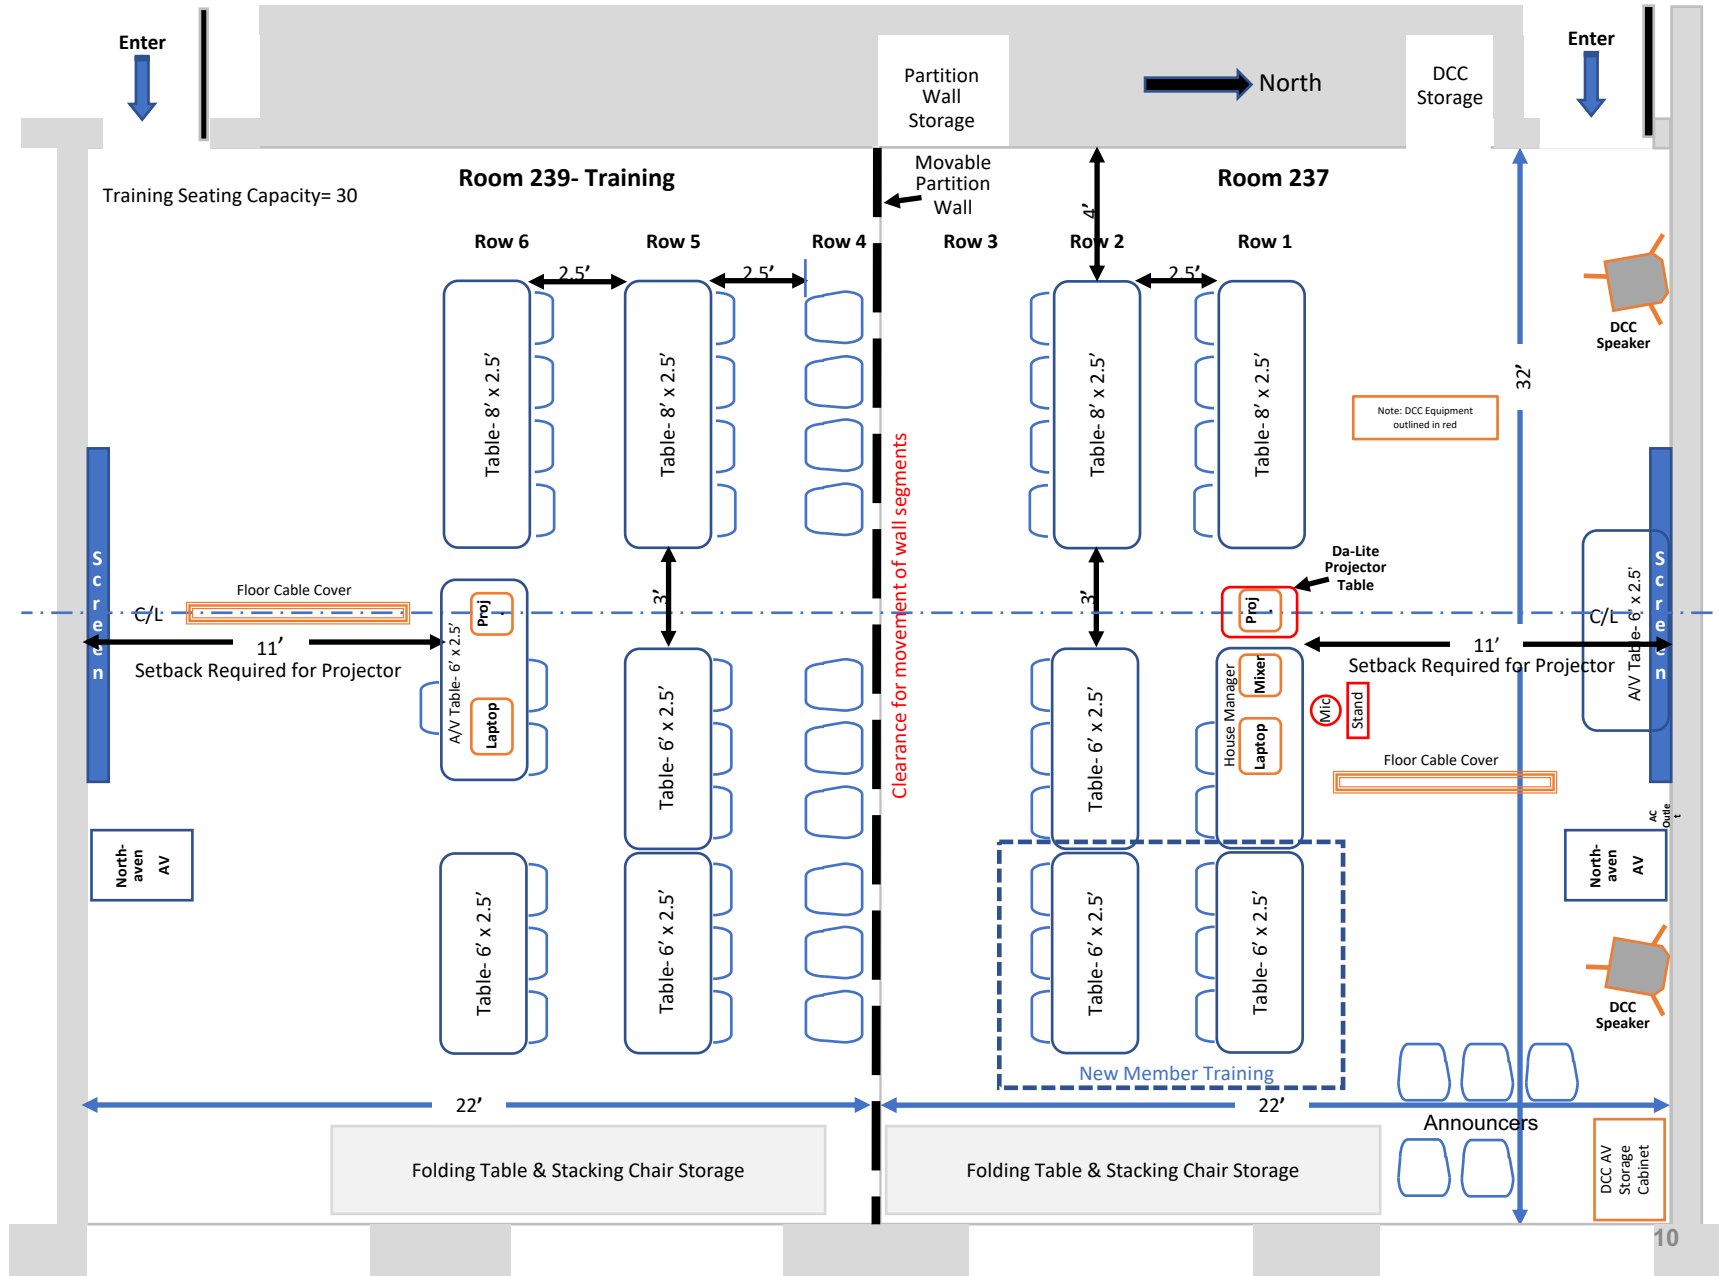 Enter
Enter
Partition
Wall
Storage
North
DCC
Storage
Room 239- Training
Movable
Partition
Wall
Room 237
Training Seating Capacity= 30
4'
Row 6
Row 5
Row 4
Row 3
Row 2
Row 1
2.5'
2.5'
2.5'
DCC
Speaker
Table- 8' x 2.5'
Table- 8' x 2.5'
Table- 8' x 2.5'
Table- 8' x 2.5'
32'
Note: DCC Equipment
outlined in red
Clearance for movement of wall segments
Screen
Screen
Da-Lite
Projector
Table
Floor Cable Cover
C/L
11'
Setback Required for Projector
A/V Table- 6' x 2.5'
Proj.
Laptop
3'
3'
Proj.
C/L
11'
Setback Required for Projector
A/V Table- 6' x 2.5'
House Manager
Mixer
Laptop
Mic
Stand
Floor Cable Cover
Table- 6' x 2.5'
Table- 6' x 2.5'
AC
Outle
t
North-
aven
AV
North-
aven
AV
Table- 6' x 2.5'
Table- 6' x 2.5'
Table- 6' x 2.5'
Table- 6' x 2.5'
DCC
Speaker
New Member Training
22'
22'
Announcers
Folding Table & Stacking Chair Storage
Folding Table & Stacking Chair Storage
DCC AV
Storage
Cabinet
10